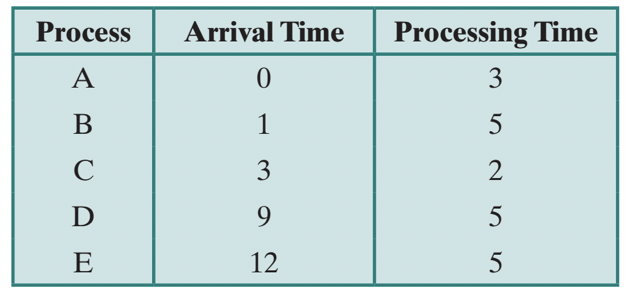 Process Arrival Time Processing Time
A 0 3
B 1 5
C 3 2
D 9 5
E 12 5